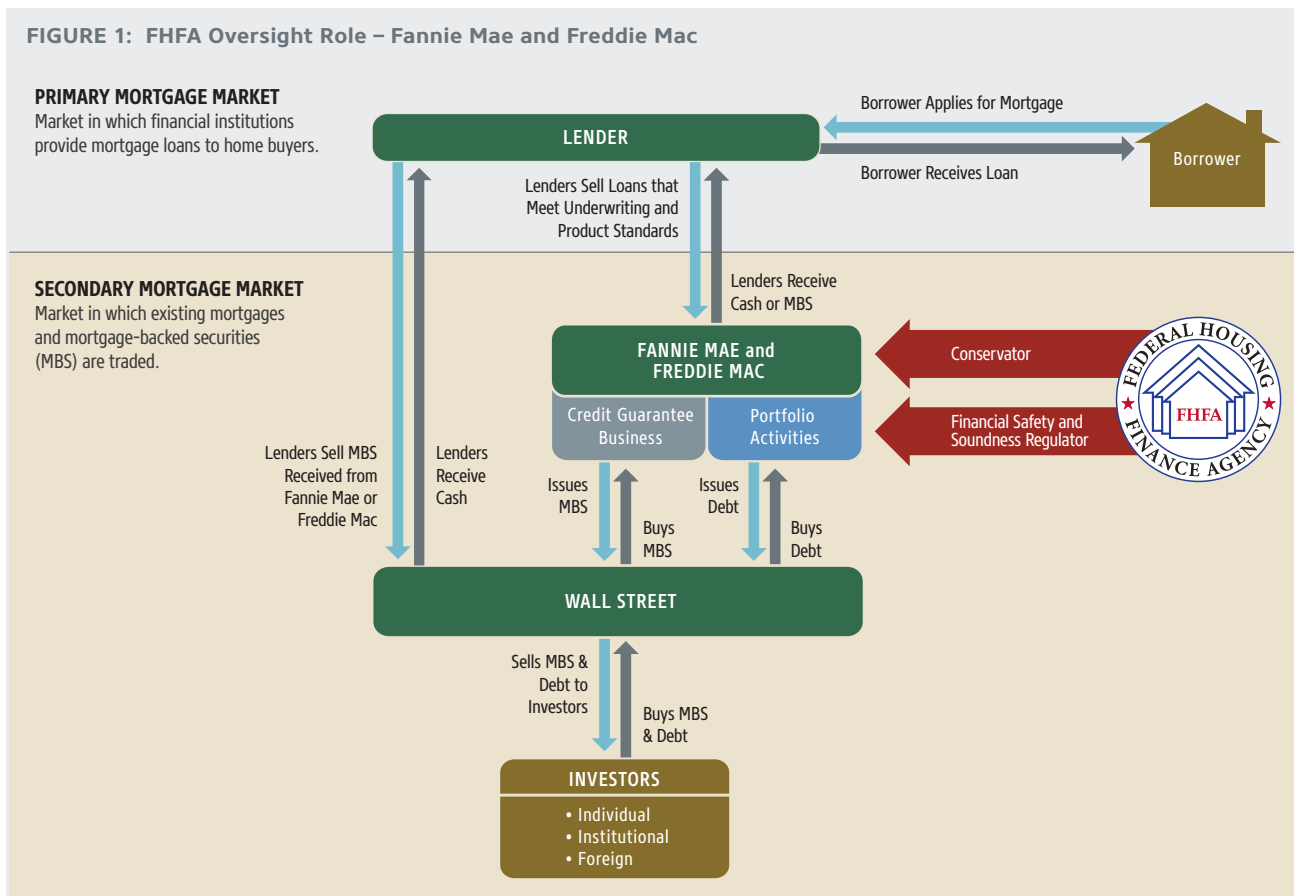 FIGURE 1: FHFA Oversight Role – Fannie Mae and Freddie Mac
PRIMARY MORTGAGE MARKET
Market in which financial institutions
provide mortgage loans to home buyers.
LENDER
Borrower Applies for Mortgage
Borrower Receives Loan
Borrower
Lenders Sell Loans that
Meet Underwriting and
Product Standards
Lenders Receive
Cash or MBS
SECONDARY MORTGAGE MARKET
Market in which existing mortgages
and mortgage-backed securities
(MBS) are traded.
FANNIE MAE and
FREDDIE MAC
Credit Guarantee
Business
Portfolio
Activities
Conservator
Financial Safety and
Soundness Regulator
FEDERAL HOUSING
FHFA
FINANCE AGENCY
Lenders Sell MBS
Received from
Fannie Mae or
Freddie Mac
Lenders
Receive
Cash
Issues
MBS
Buys
MBS
Issues
Debt
Buys
Debt
WALL STREET
Sells MBS &
Debt to
Investors
Buys MBS
& Debt
INVESTORS
• Individual
• Institutional
• Foreign